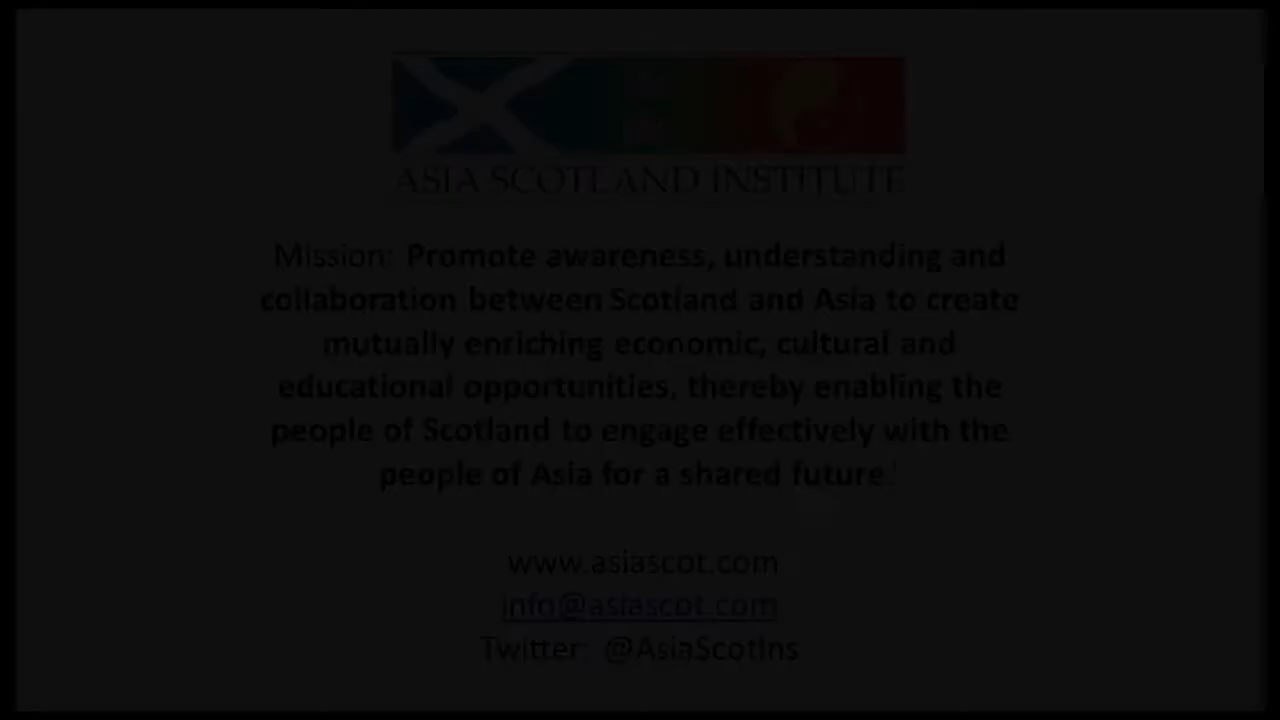 ASIA SCOTLAND INSTITUTE
Mission: Promote awareness, understanding and
collaboration between Scotland and Asia to create
mutually enriching economic, cultural and
educational opportunities, thereby enabling the
people of Scotland to engage effectively with the
people of Asia for a shared future.'
www.asiascot.com
info@asiascot.com
Twitter: @AsiaScotIns